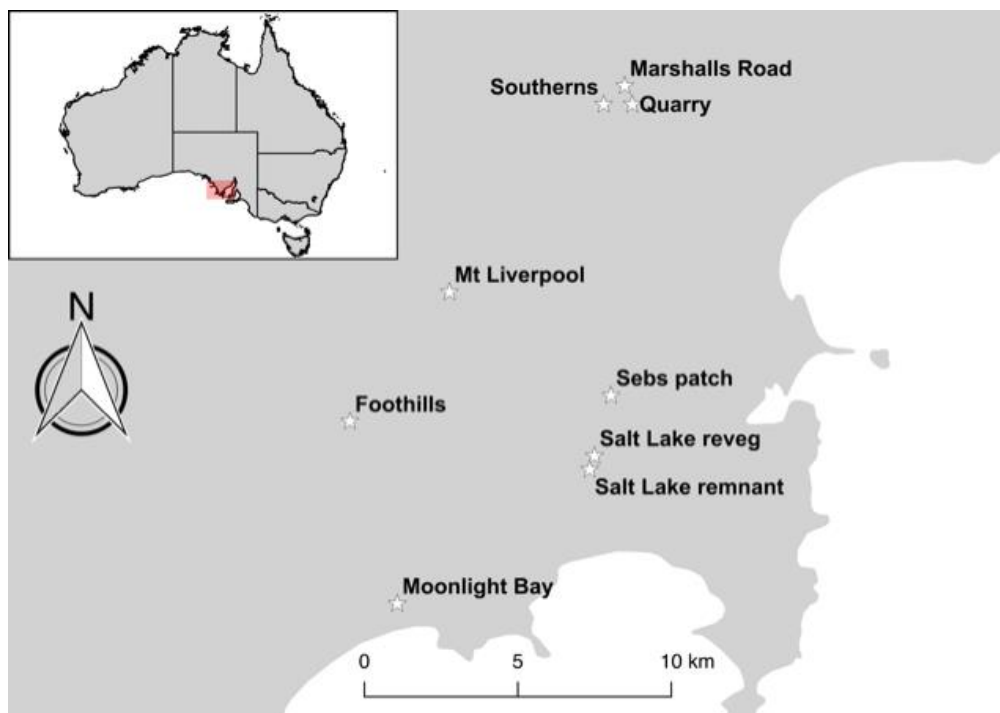 Marshalls Road
Southerns
Quarry
Mt Liverpool
N
Sebs patch
Foothills
Salt Lake reveg
Salt Lake remnant
Moonlight Bay
0 5 10 km